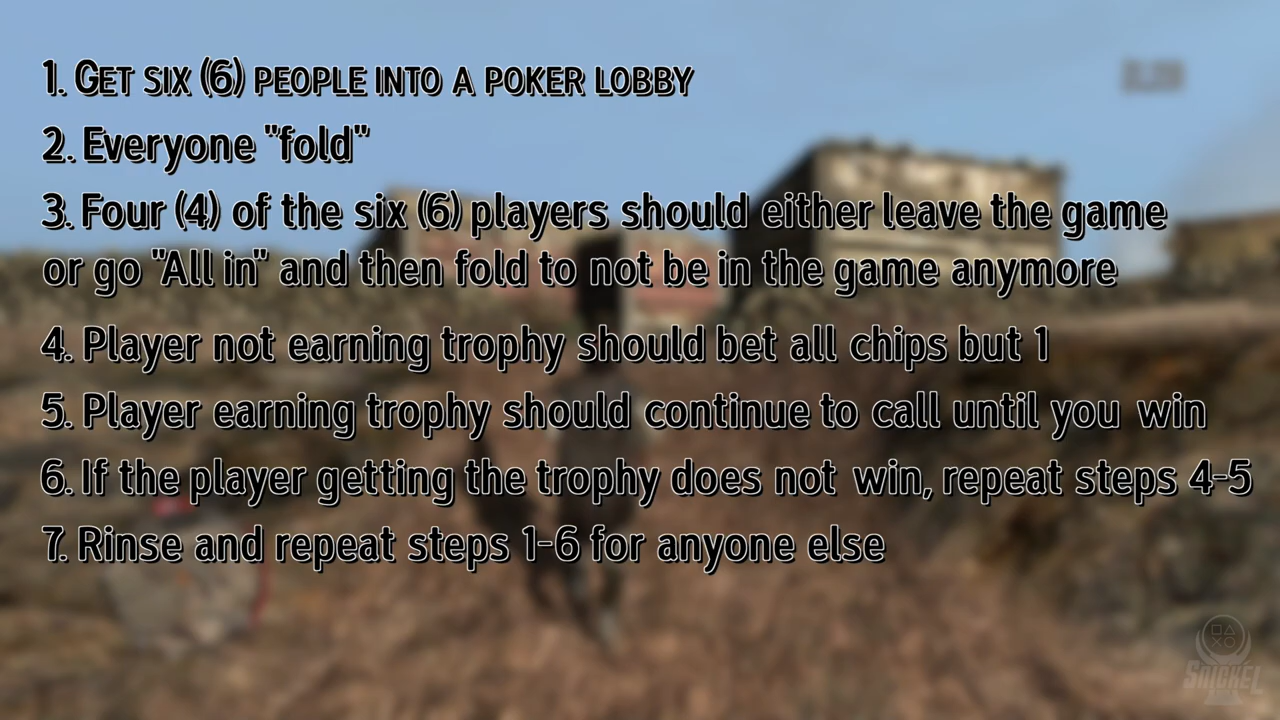 1. GET SIX (6) PEOPLE INTO A POKER LOBBY
2. Everyone "fold"
3. Four (4) of the six (6) players should either leave the game
or go "All in" and then fold to not be in the game anymore
4. Player not earning trophy should bet all chips but 1
5. Player earning trophy should continue to call until you win
6. If the player getting the trophy does not win, repeat steps 4-5
7. Rinse and repeat steps 1-6 for anyone else
SNICKEL